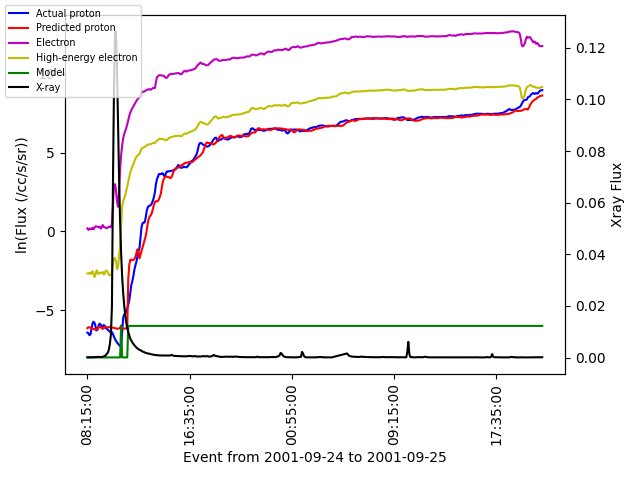 Actual proton
Predicted proton
Electron
High-energy electron
Model
X-ray
5
0
−5
0.12
0.10
0.08
0.06
0.04
0.02
0.00
ln(Flux (/cc/s/sr))
Xray Flux
08:15:00
16:35:00
00:55:00
09:15:00
17:35:00
Event from 2001-09-24 to 2001-09-25